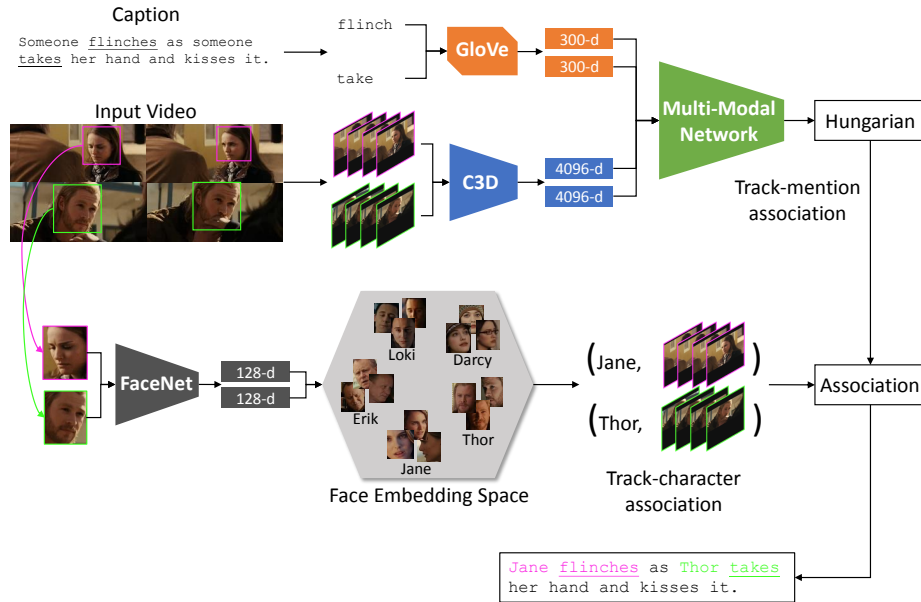 Caption
Someone flinches as someone
takes her hand and kisses it.
flinch
take
GloVe
300-d
300-d
Input Video
C3D
4096-d
4096-d
Multi-Modal
Network
Hungarian
Track-mention
association
FaceNet
128-d
128-d
Loki
Darcy
Erik
Thor
Jane
Face Embedding Space
(Jane, )
(Thor, )
Track-character
association
Association
Jane flinches as Thor takes
her hand and kisses it.